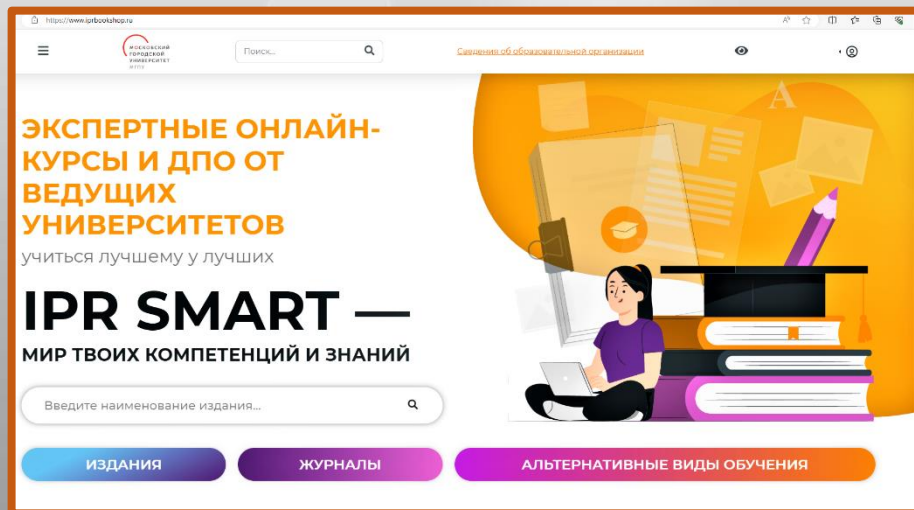 https://www.iprbookshop.ru
МОСКОВСКИЙ
ГОРОДСКОЙ
УНИВЕРСИТЕТ
МГПУ
Поиск...
Сведения об образовательной организации
ЭКСПЕРТНЫЕ ОНЛАЙН-
КУРСЫ И ДПО ОТ
ВЕДУЩИХ
УНИВЕРСИТЕТОВ
учиться лучшему у лучших
IPR SMART —
МИР ТВОИХ КОМПЕТЕНЦИЙ И ЗНАНИЙ
Введите наименование издания...
ИЗДАНИЯ
ЖУРНАЛЫ
АЛЬТЕРНАТИВНЫЕ ВИДЫ ОБУЧЕНИЯ
A